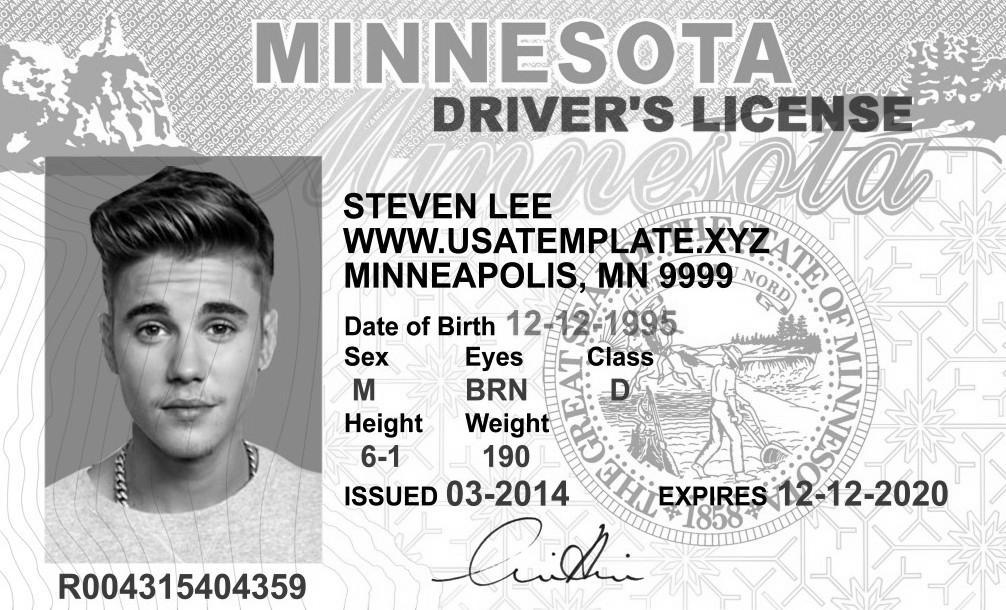 MINNESOTA
DRIVER'S LICENSE
Minnesota
STEVEN LEE
WWW.USATEMPLATE.XYZ
MINNEAPOLIS, MN 9999
Date of Birth 12-12-1995
Sex Eyes Class
M BRN D
Height Weight
6-1 190
ISSUED 03-2014 EXPIRES 12-12-2020
R004315404359
THE GREAT SEAL OF THE STATE OF MINNESOTA
NORD
1858